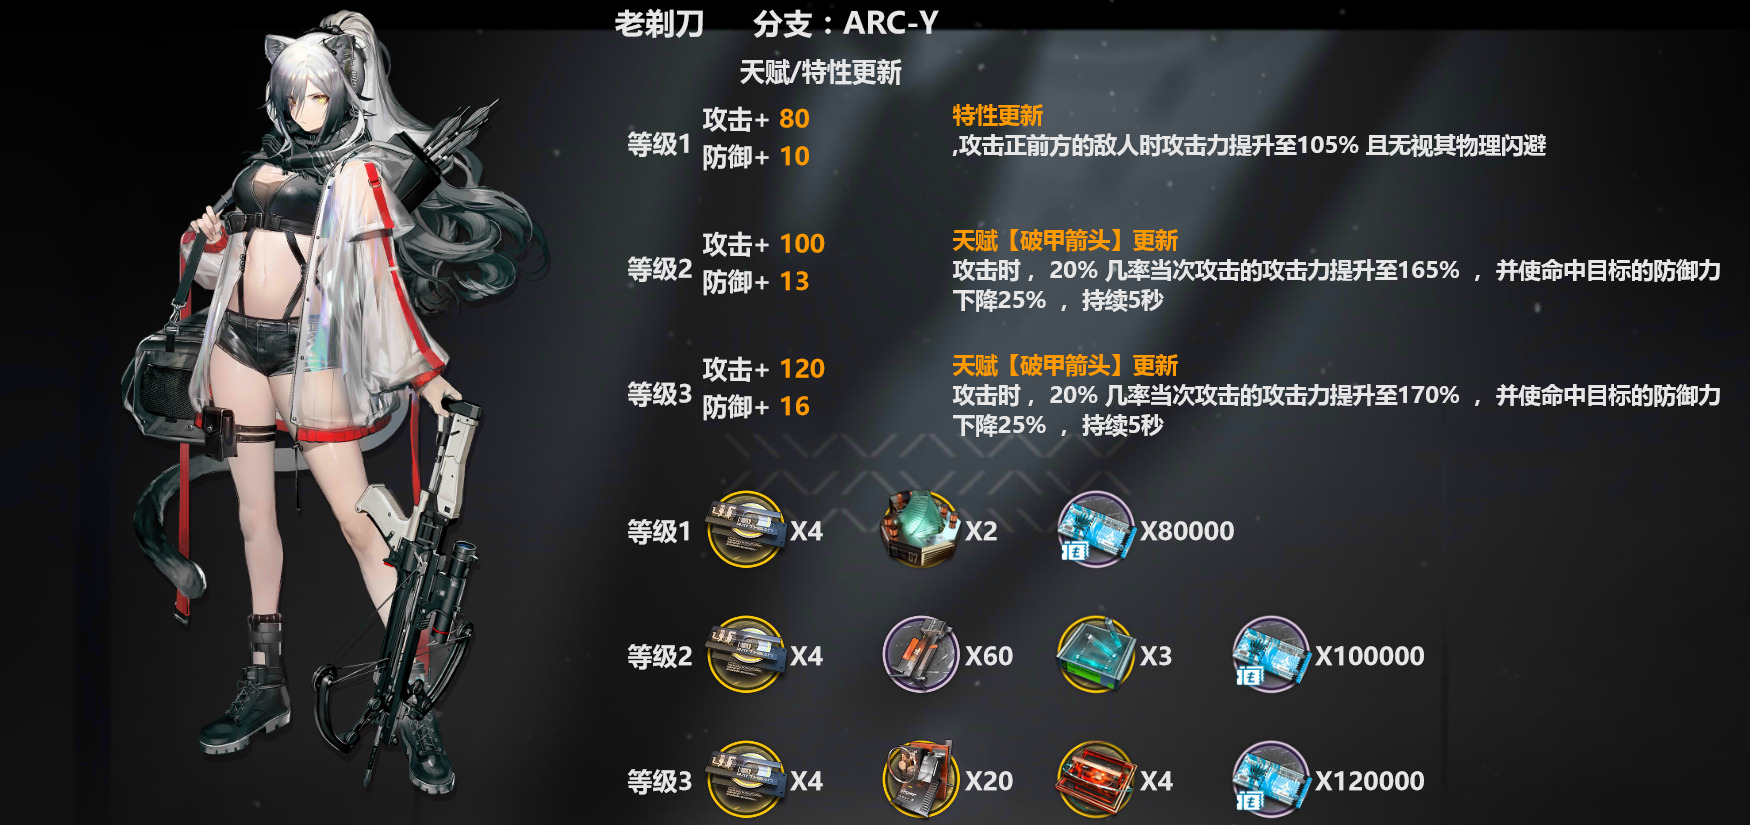 老剃刀 分支：ARC-Y
天赋/特性更新
等级1
攻击+ 80
防御+ 10
特性更新
,攻击正前方的敌人时攻击力提升至105% 且无视其物理闪避
等级2
攻击+ 100
防御+ 13
天赋【破甲箭头】更新
攻击时， 20% 几率当次攻击的攻击力提升至165% ， 并使命中目标的防御力
下降25% ， 持续5秒
等级3
攻击+ 120
防御+ 16
天赋【破甲箭头】更新
攻击时， 20% 几率当次攻击的攻击力提升至170% ， 并使命中目标的防御力
下降25% ， 持续5秒
等级1 X4 X2 X80000
等级2 X4 X60 X3 X100000
等级3 X4 X20 X4 X120000